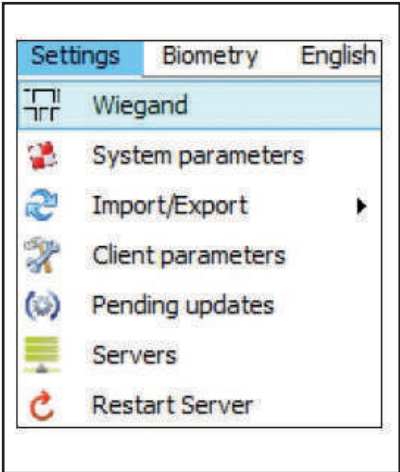 Settings Biometry English
Wiegand
System parameters
Import/Export
Client parameters
Pending updates
Servers
Restart Server